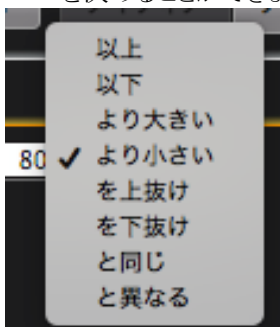 以上
以下
より大きい
80 ✓ より小さい
を上抜け
を下抜け
と同じ
と異なる